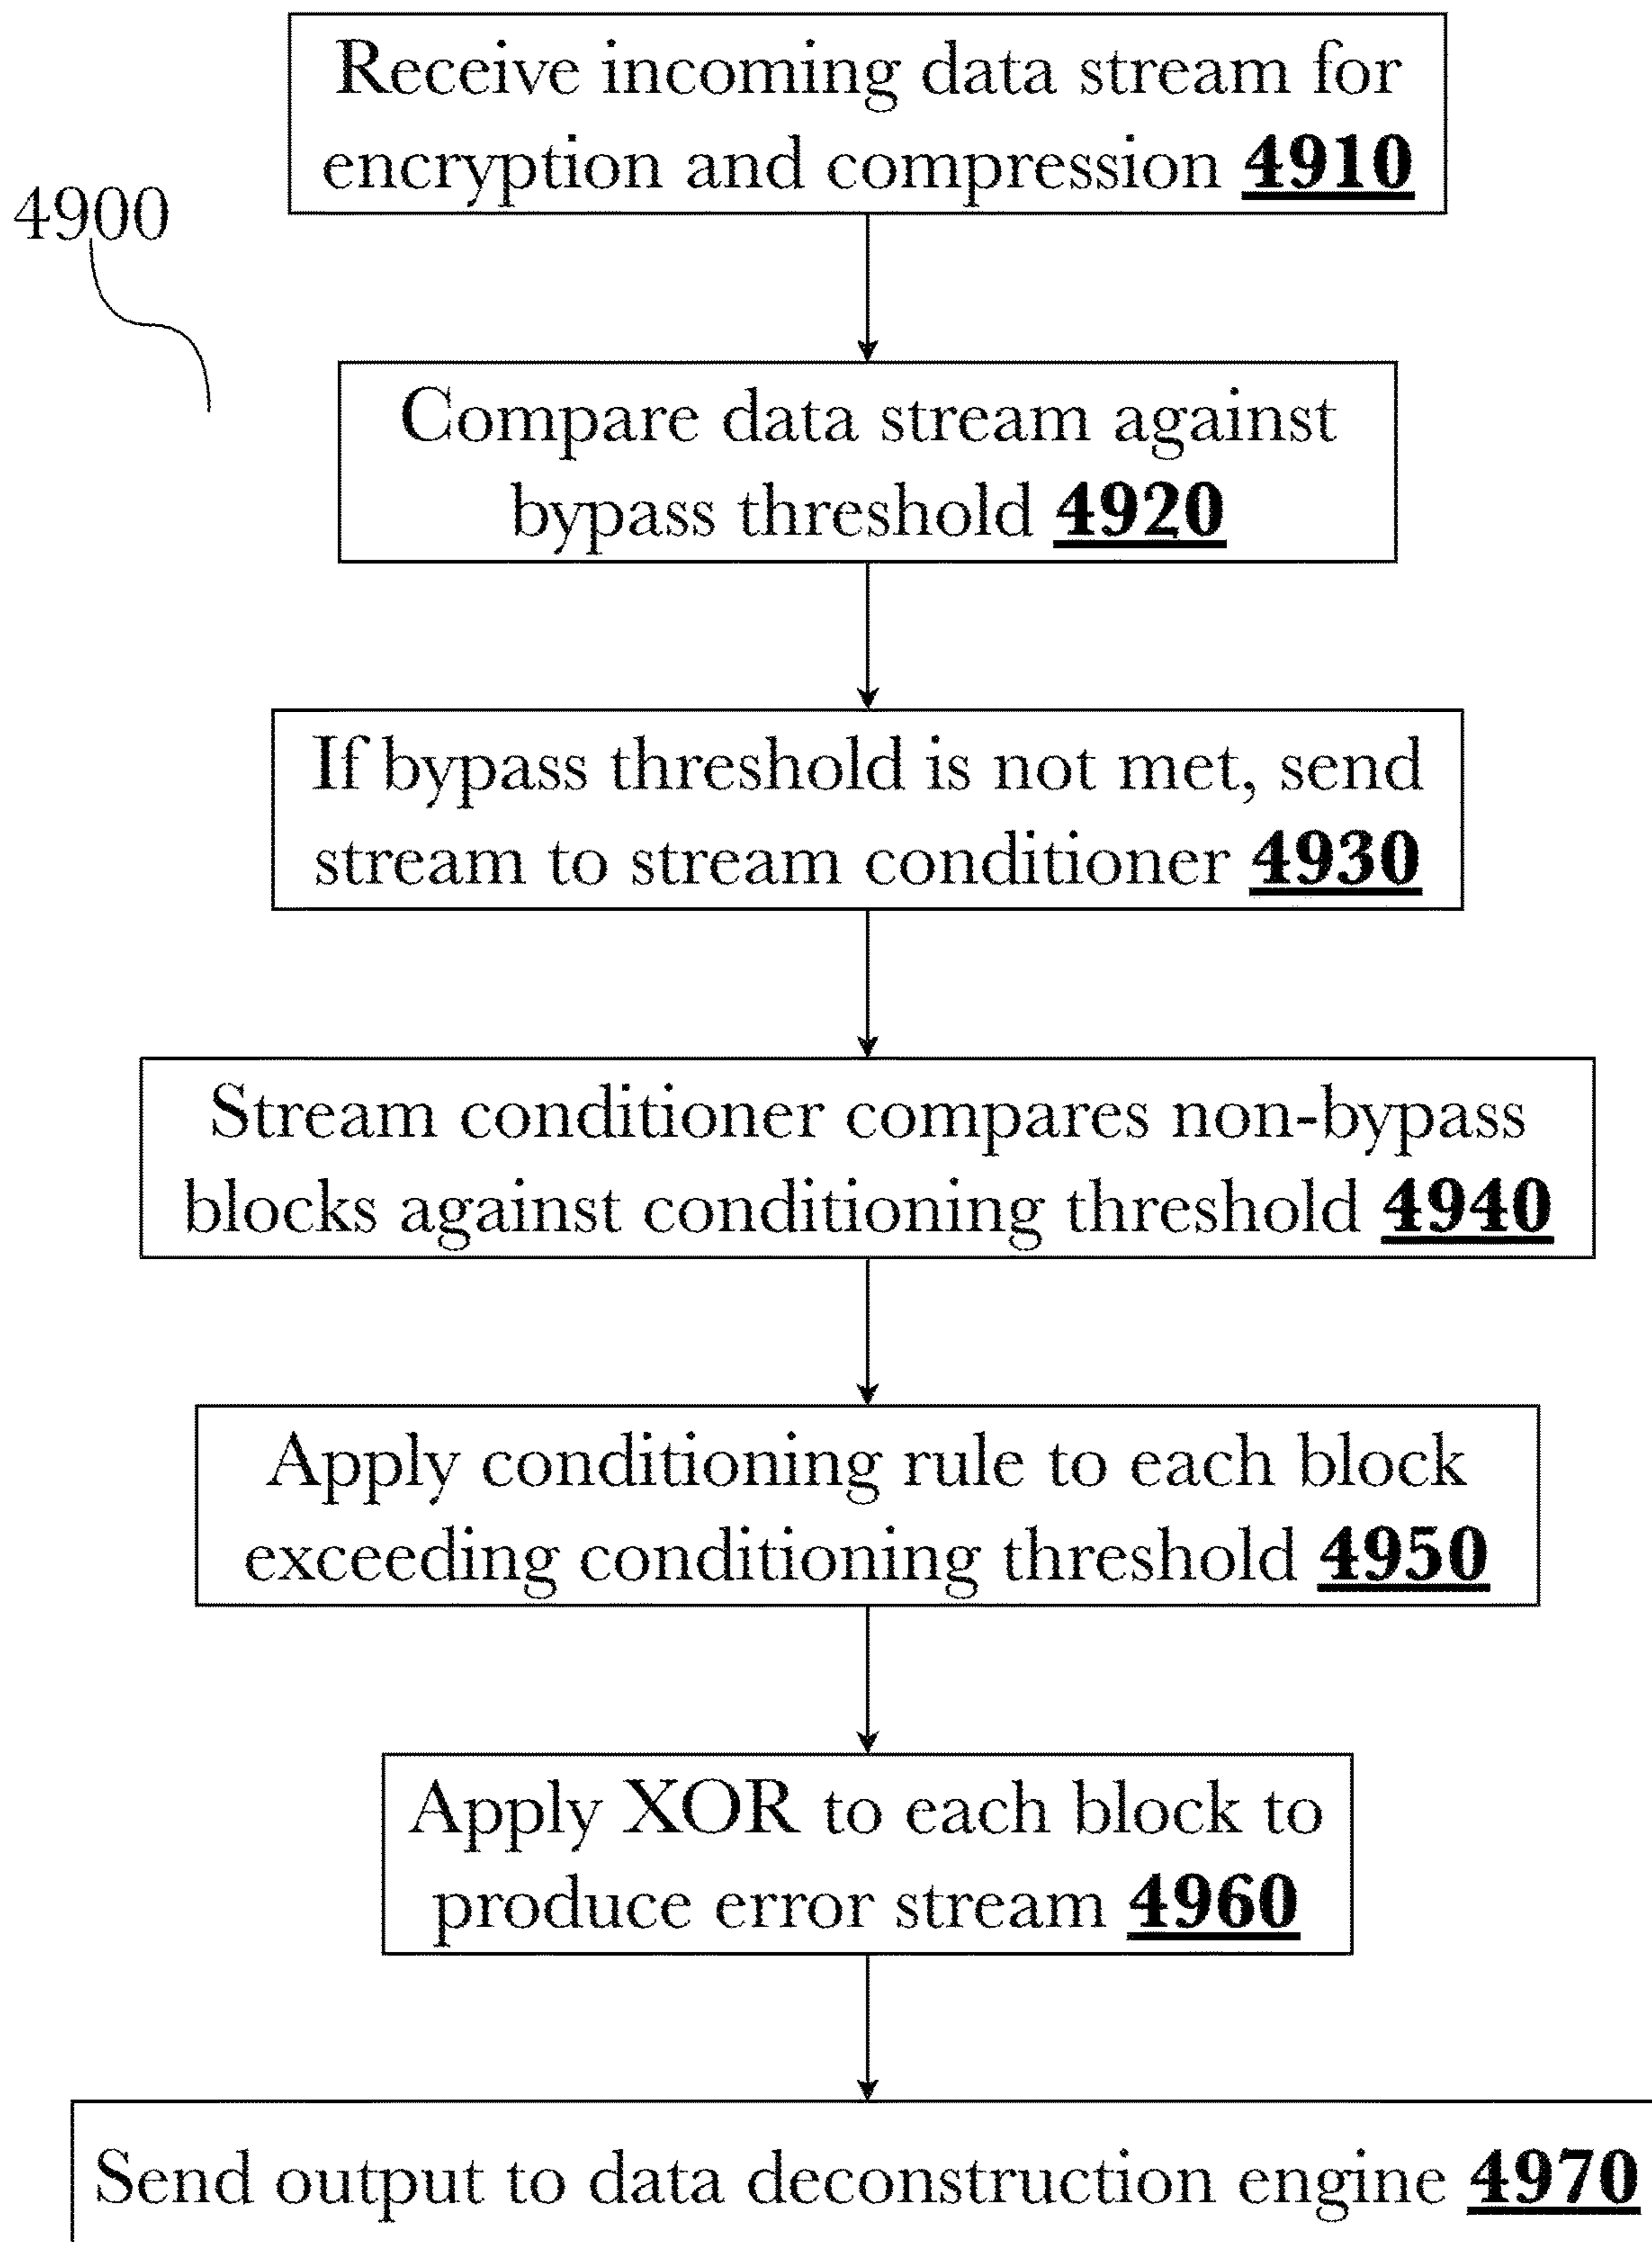 Receive incoming data stream for
encryption and compression 4910
4900
Compare data stream against
bypass threshold 4920
If bypass threshold is not met, send
stream to stream conditioner 4930
Stream conditioner compares non-bypass
blocks against conditioning threshold 4940
Apply conditioning rule to each block
exceeding conditioning threshold 4950
Apply XOR to each block to
produce error stream 4960
Send output to data deconstruction engine 4970